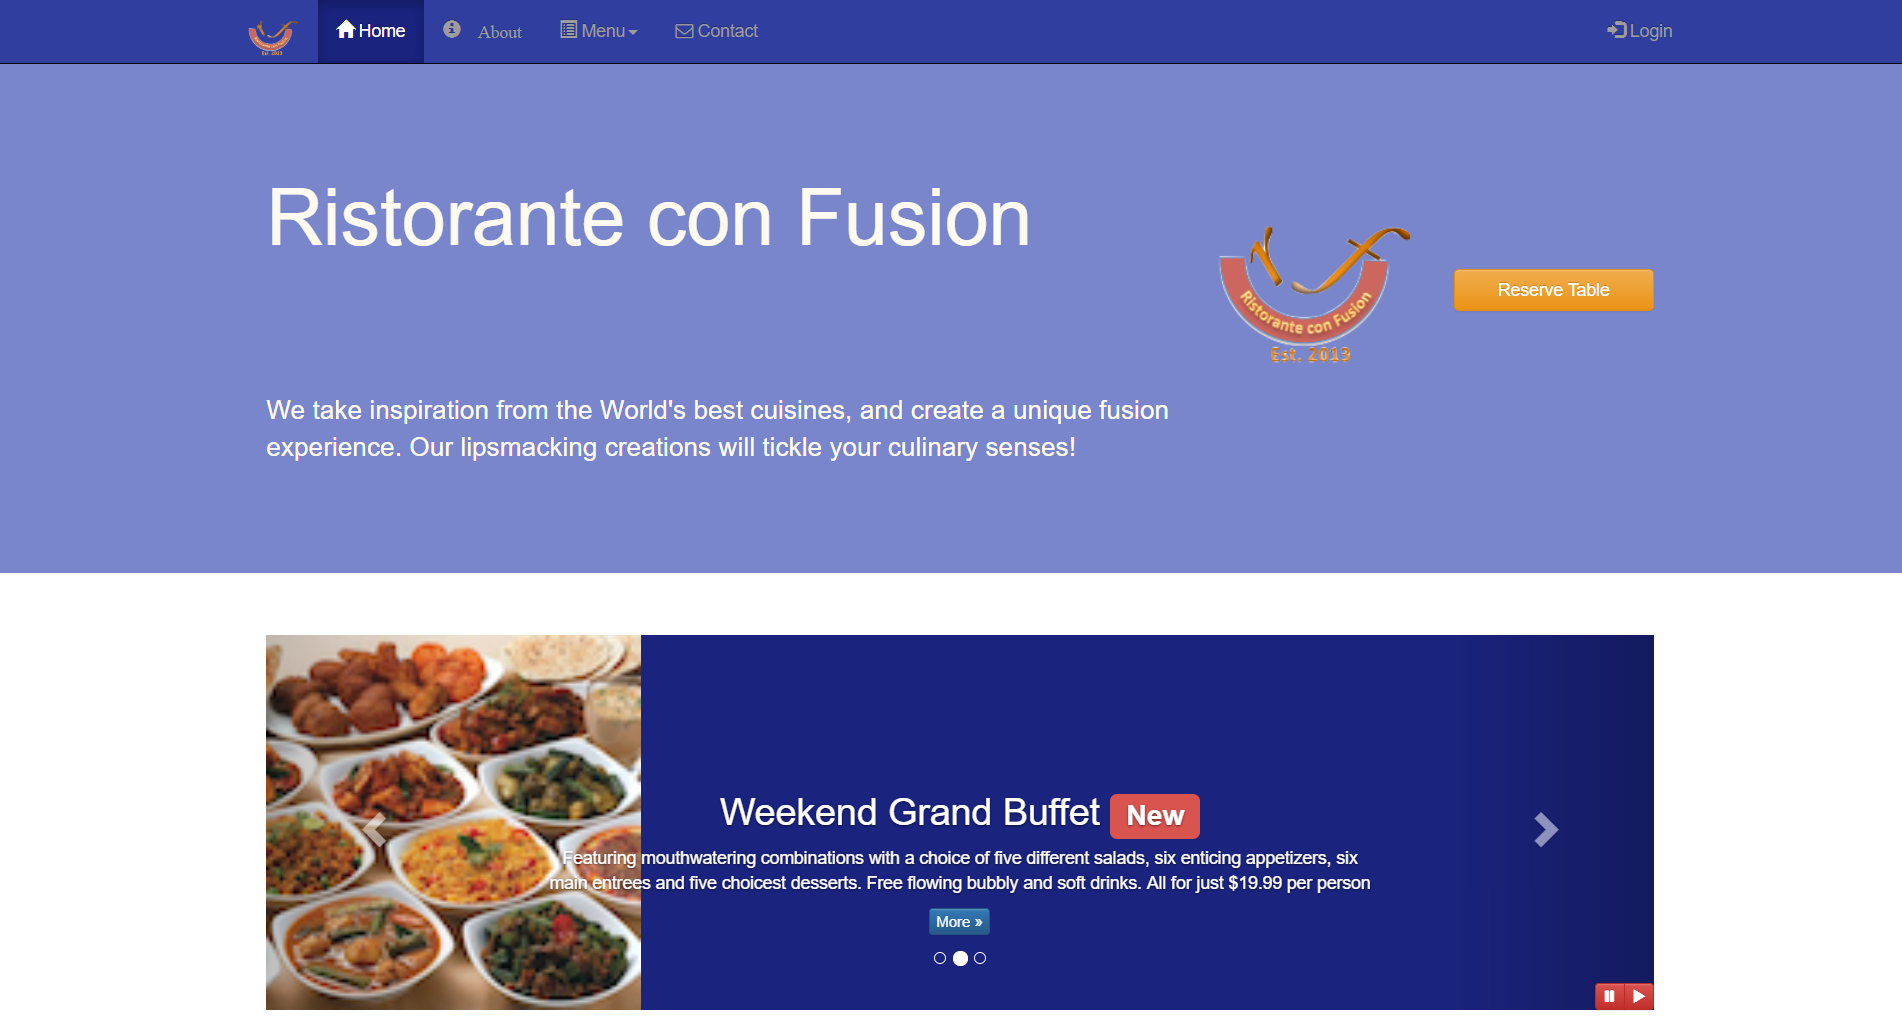 Home
About
Menu
Contact
Login
Ristorante con Fusion
Ristorante con Fusion
Est. 2013
Reserve Table
We take inspiration from the World's best cuisines, and create a unique fusion
experience. Our lipsmacking creations will tickle your culinary senses!
Weekend Grand Buffet New
Featuring mouthwatering combinations with a choice of five different salads, six enticing appetizers, six
main entrees and five choicest desserts. Free flowing bubbly and soft drinks. All for just $19.99 per person
More »